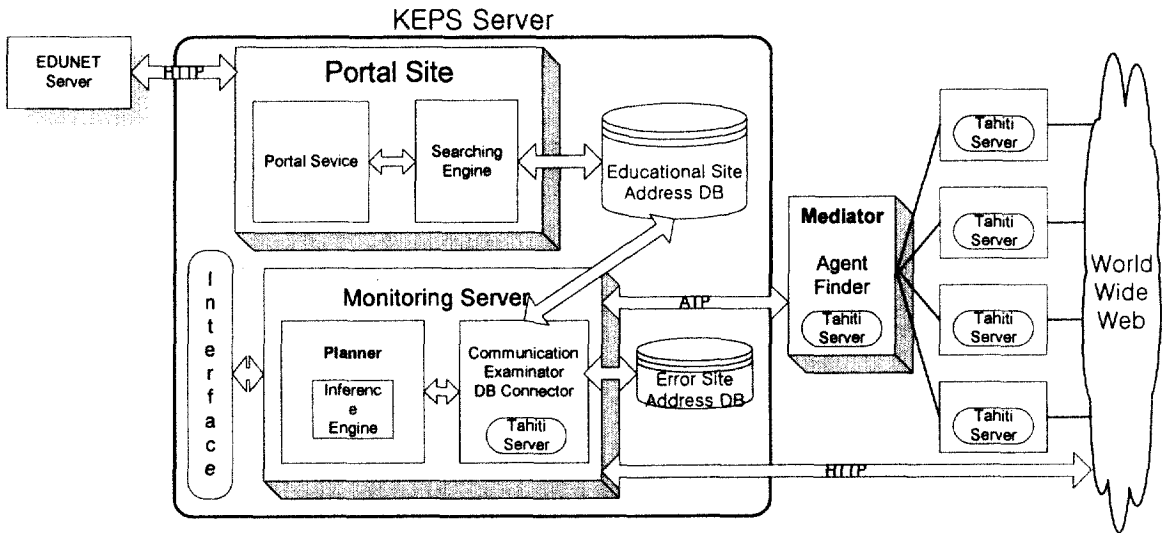 KEPS Server
EDUNET
Server
HTTP
Portal Site
Portal Sevice
Searching
Engine
Educational Site
Address DB
Interface
Monitoring Server
Planner
Inferenc
e
Engine
Communication
Examinator
DB Connector
Tahiti
Server
Error Site
Address DB
ATP
HTTP
Mediator
Agent
Finder
Tahiti
Server
Tahiti
Server
Tahiti
Server
Tahiti
Server
Tahiti
Server
World
Wide
Web